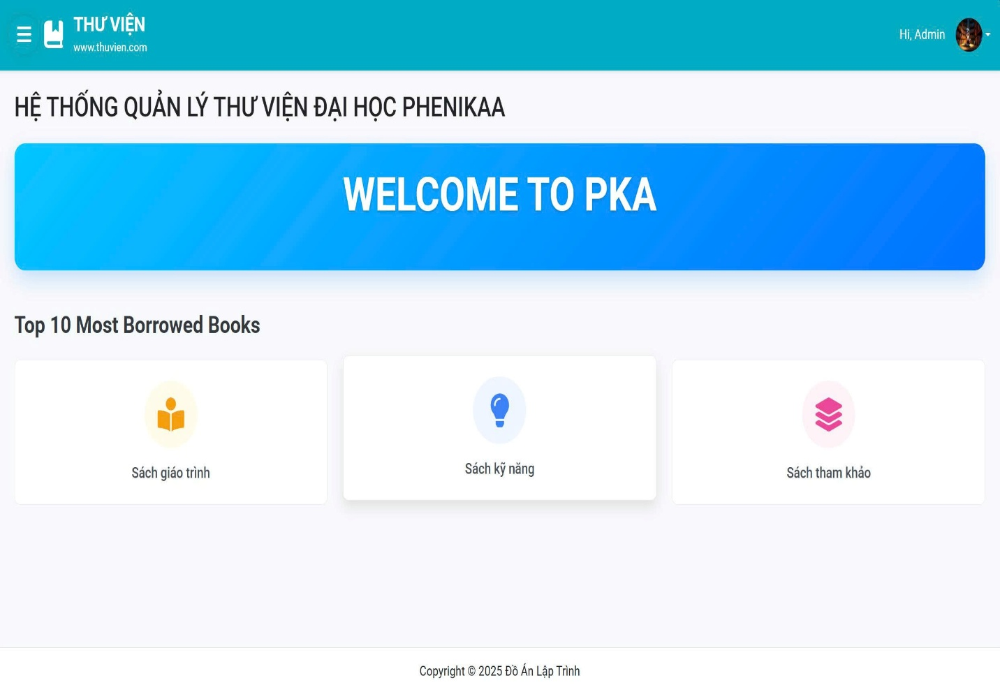 THƯ VIỆN
www.thuvien.com
Hi, Admin
HỆ THỐNG QUẢN LÝ THƯ VIỆN ĐẠI HỌC PHENIKAA
WELCOME TO PKA
Top 10 Most Borrowed Books
Sách giáo trình
Sách kỹ năng
Sách tham khảo
Copyright © 2025 Đồ Án Lập Trình